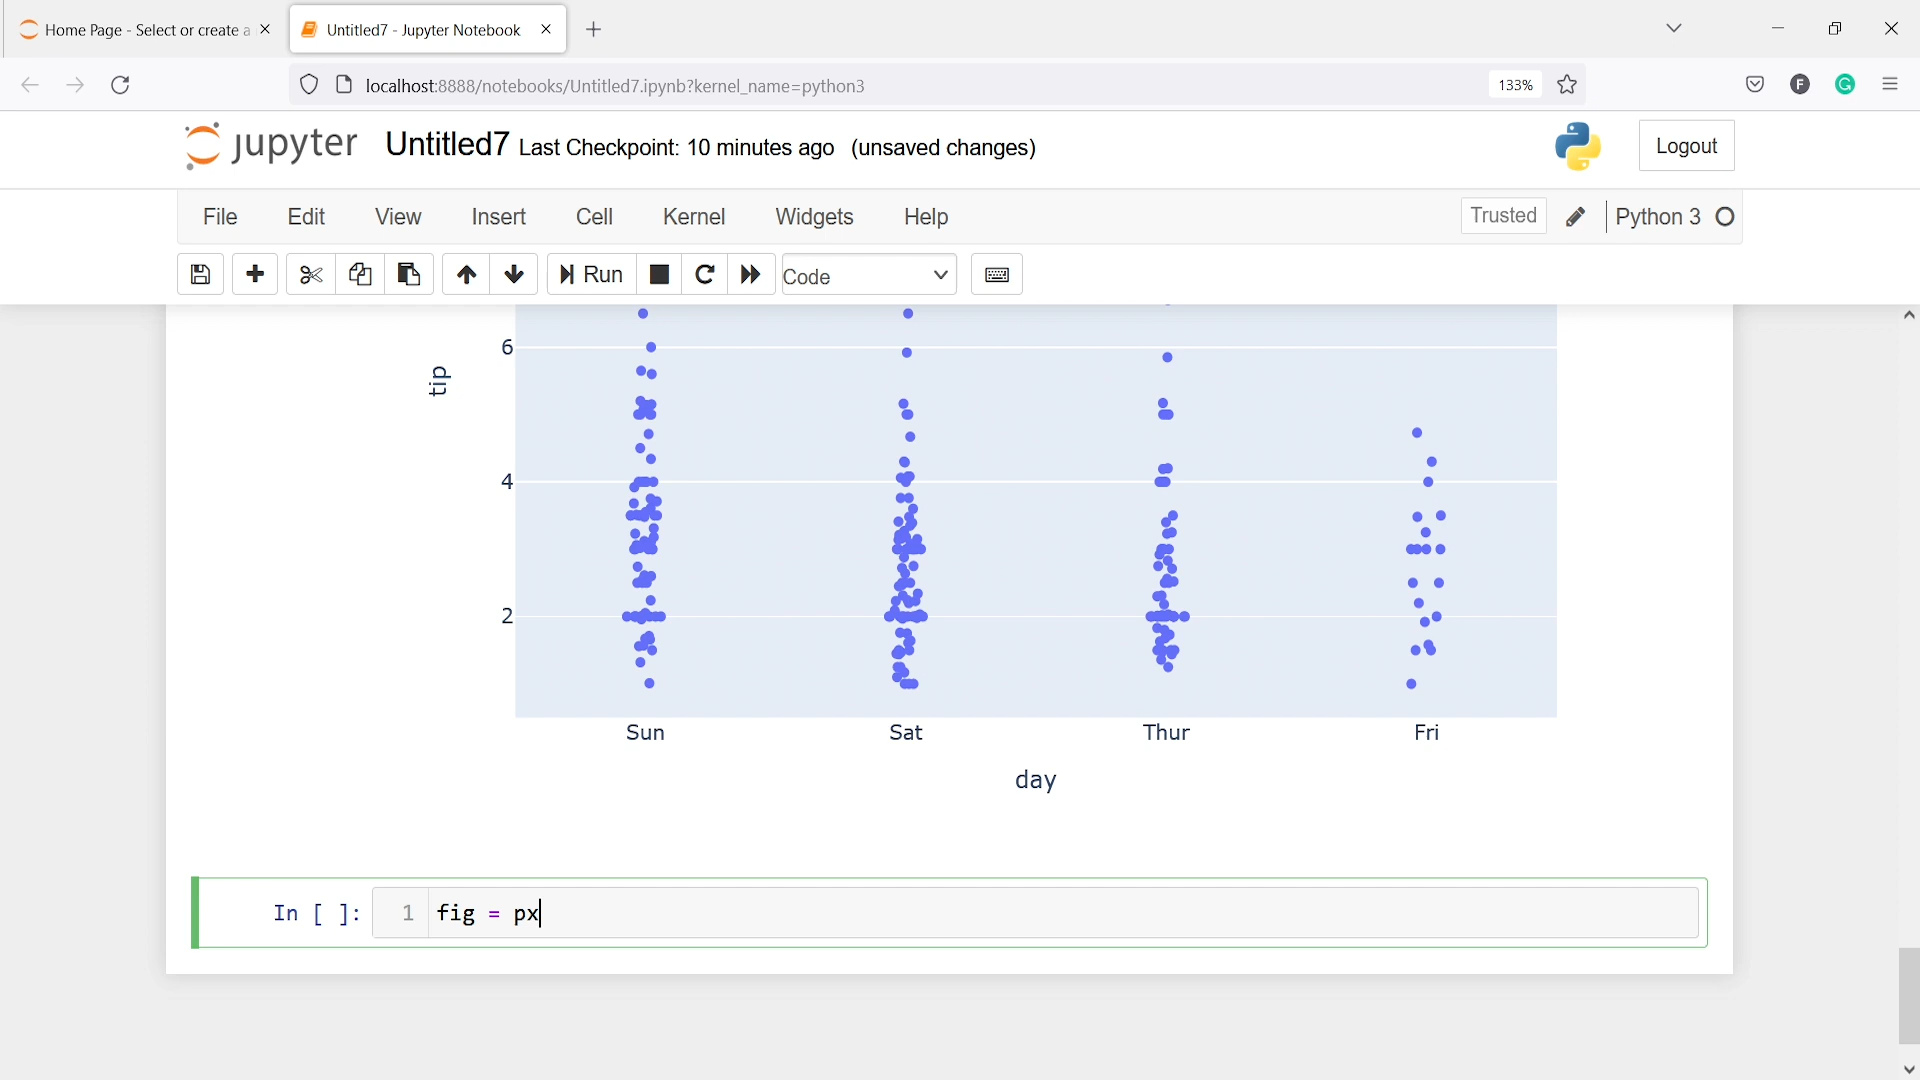 Home Page - Select or create a
Untitled7 - Jupyter Notebook
localhost:8888/notebooks/Untitled7.ipynb?kernel_name=python3
133%
F
G
jupyter
Untitled7 Last Checkpoint: 10 minutes ago (unsaved changes)
Logout
File Edit View Insert Cell Kernel Widgets Help
Trusted
Python 3
Run
Code
tip
6
4
2
Sun Sat Thur Fri
day
In [ ]: 1 fig = px